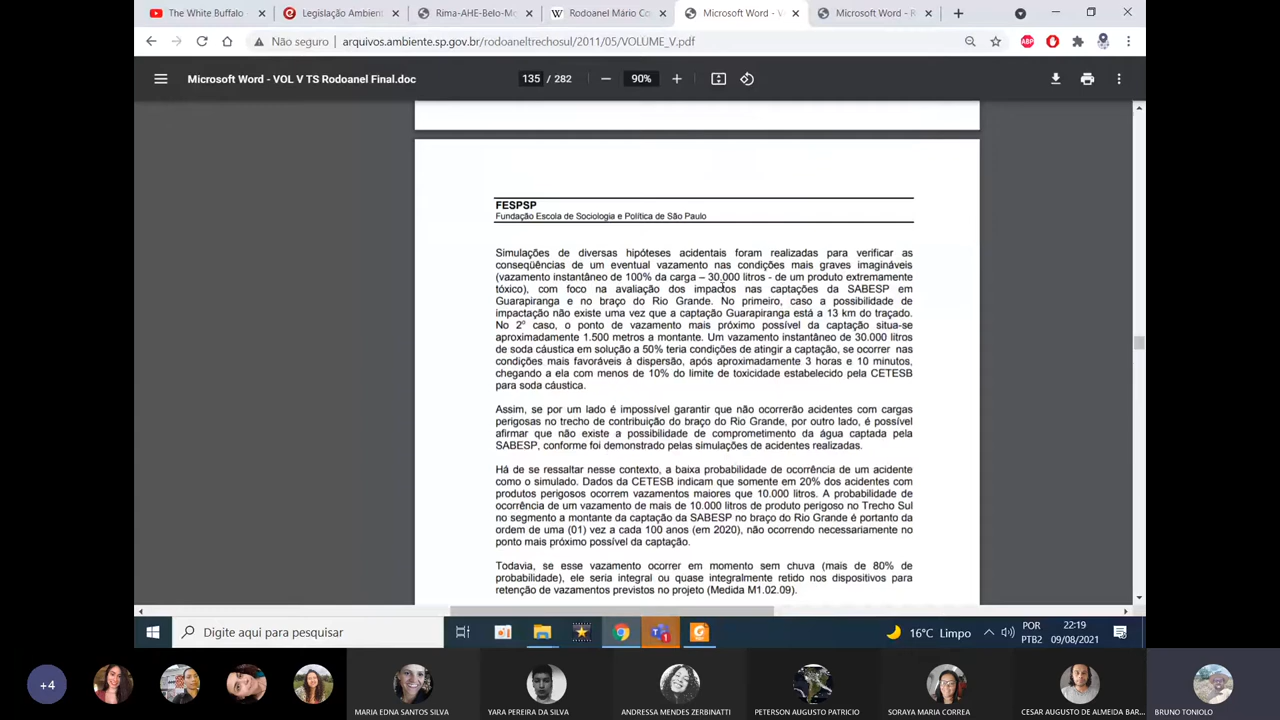 The White Buffalo -
Legislação Ambient
Rima-AHE-Belo-Mo
Rodoanel Mário Co
Microsoft Word - V
Microsoft Word - R
Não seguro
arquivos.ambiente.sp.gov.br/rodoaneltrechosul/2011/05/VOLUME_V.pdf
ABP
Microsoft Word - VOL V TS Rodoanel Final.doc
135 / 282
90%
FESPSP
Fundação Escola de Sociologia e Política de São Paulo
Simulações de diversas hipóteses acidentais foram realizadas para verificar as
conseqüências de um eventual vazamento nas condições mais graves imagináveis
(vazamento instantâneo de 100% da carga – 30.000 litros - de um produto extremamente
tóxico), com foco na avaliação dos impactos nas captações da SABESP em
Guarapiranga e no braço do Rio Grande. No primeiro, caso a possibilidade de
impactação não existe uma vez que a captação Guarapiranga está a 13 km do traçado.
No 2° caso, o ponto de vazamento mais próximo possível da captação situa-se
aproximadamente 1.500 metros a montante. Um vazamento instantâneo de 30.000 litros
de soda cáustica em solução a 50% teria condições de atingir a captação, se ocorrer nas
condições mais favoráveis à dispersão, após aproximadamente 3 horas e 10 minutos,
chegando a ela com menos de 10% do limite de toxicidade estabelecido pela CETESB
para soda cáustica.
Assim, se por um lado é impossível garantir que não ocorrerão acidentes com cargas
perigosas no trecho de contribuição do braço do Rio Grande, por outro lado, é possível
afirmar que não existe a possibilidade de comprometimento da água captada pela
SABESP, conforme foi demonstrado pelas simulações de acidentes realizadas.
Há de se ressaltar nesse contexto, a baixa probabilidade de ocorrência de um acidente
como o simulado. Dados da CETESB indicam que somente em 20% dos acidentes com
produtos perigosos ocorrem vazamentos maiores que 10.000 litros. A probabilidade de
ocorrência de um vazamento de mais de 10.000 litros de produto perigoso no Trecho Sul
no segmento a montante da captação da SABESP no braço do Rio Grande é portanto da
ordem de uma (01) vez a cada 100 anos (em 2020), não ocorrendo necessariamente no
ponto mais próximo possível da captação.
Todavia, se esse vazamento ocorrer em momento sem chuva (mais de 80% de
probabilidade), ele seria integral ou quase integralmente retido nos dispositivos para
retenção de vazamentos previstos no projeto (Medida M1.02.09).
Digite aqui para pesquisar
16°C Limpo
POR
PTB2
22:19
09/08/2021
+4
MARIA EDNA SANTOS SILVA
YARA PEREIRA DA SILVA
ANDRESSA MENDES ZERBINATTI
PETERSON AUGUSTO PATRICIO
SORAYA MARIA CORREA
CESAR AUGUSTO DE ALMEIDA BAR...
BRUNO TONIOLO